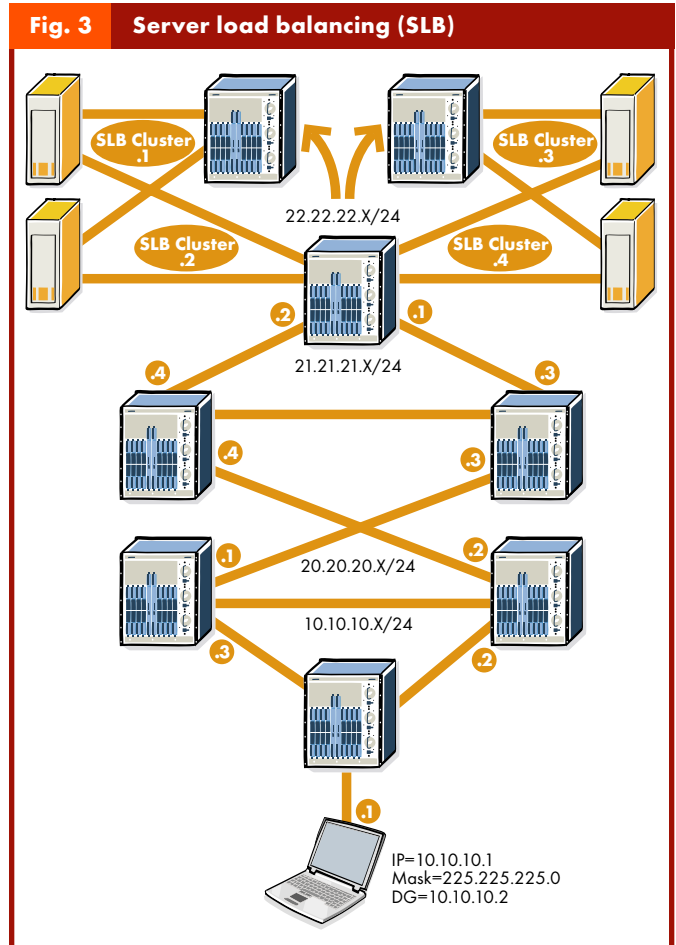 Fig. 3 Server load balancing (SLB)
SLB Cluster
.1
SLB Cluster
.3
22.22.22.X/24
SLB Cluster
.2
SLB Cluster
.4
.2
.1
21.21.21.X/24
.4
.3
.4
.3
.1
20.20.20.X/24
.2
10.10.10.X/24
.3
.2
.1
IP=10.10.10.1
Mask=225.225.225.0
DG=10.10.10.2